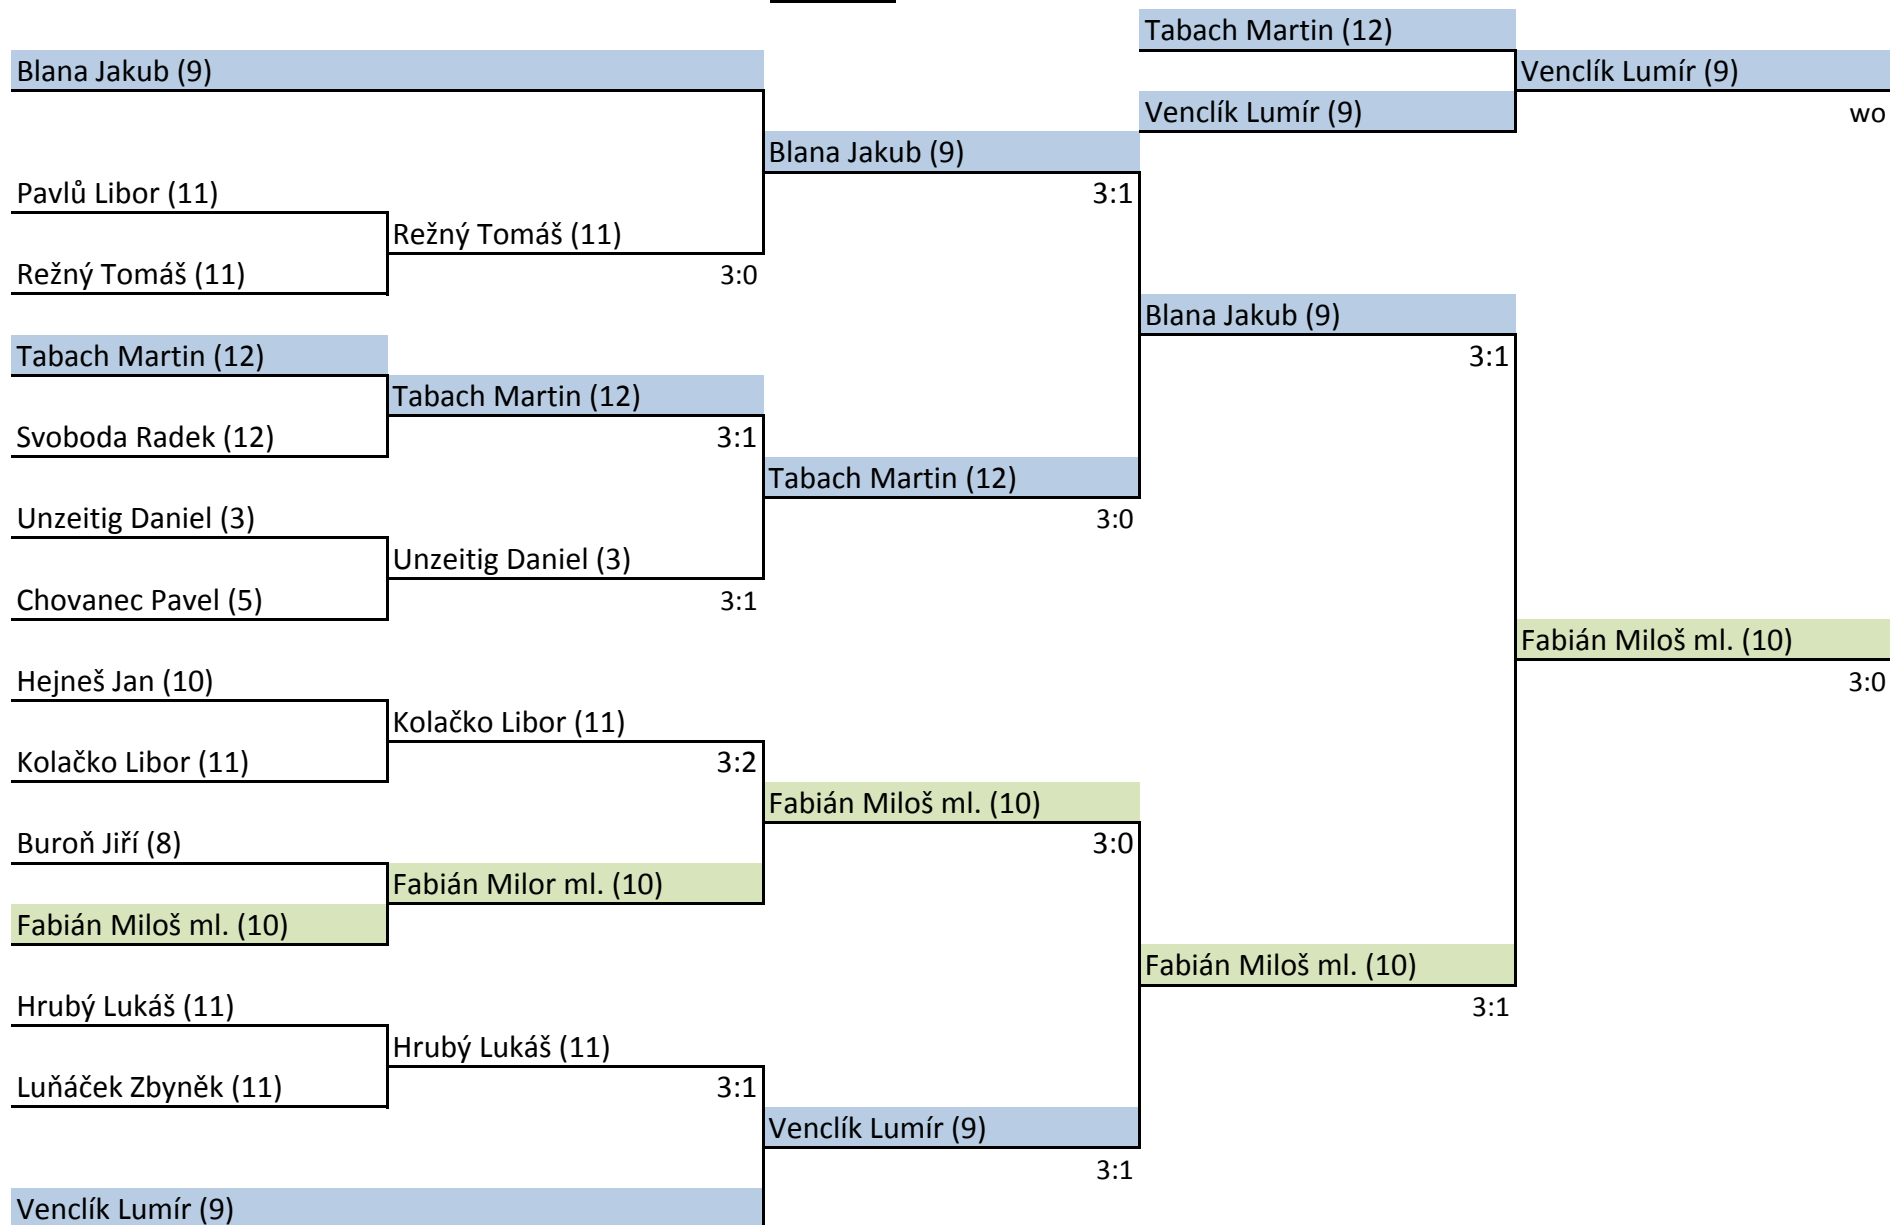 Tabach Martin (12)
Blana Jakub (9)
Venclík Lumír (9)
Venclík Lumír (9)
wo
Blana Jakub (9)
Pavlů Libor (11)
3:1
Režný Tomáš (11)
Režný Tomáš (11)
3:0
Blana Jakub (9)
Tabach Martin (12)
3:1
Tabach Martin (12)
Svoboda Radek (12)
3:1
Tabach Martin (12)
Unzeitig Daniel (3)
3:0
Unzeitig Daniel (3)
Chovanec Pavel (5)
3:1
Fabián Miloš ml. (10)
Hejneš Jan (10)
3:0
Kolačko Libor (11)
Kolačko Libor (11)
3:2
Fabián Miloš ml. (10)
Buroň Jiří (8)
3:0
Fabián Milor ml. (10)
Fabián Miloš ml. (10)
Fabián Miloš ml. (10)
Hrubý Lukáš (11)
3:1
Hrubý Lukáš (11)
Luňáček Zbyněk (11)
3:1
Venclík Lumír (9)
3:1
Venclík Lumír (9)